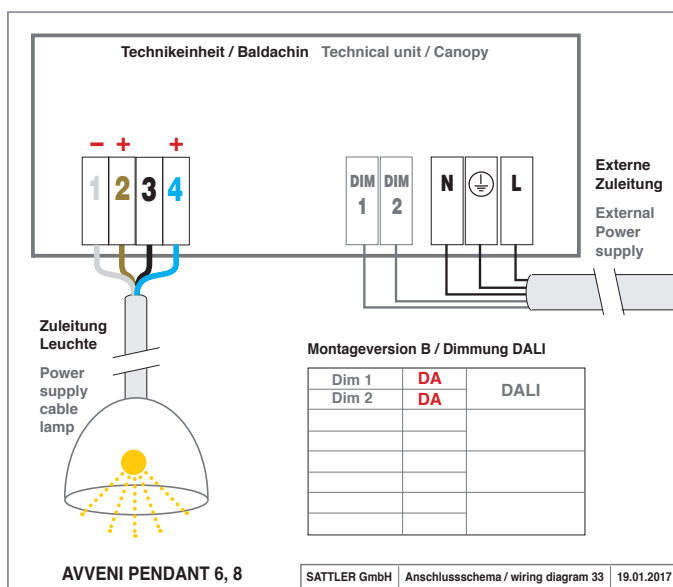 Technikeinheit / Baldachin Technical unit / Canopy
− + +
1 2 3 4
DIM 1 DIM 2 N L
Externe
Zuleitung
External
Power
supply
Zuleitung
Leuchte
Power
supply
cable
lamp
Montageversion B / Dimmung DALI
Dim 1 DA DALI
Dim 2 DA
AVVENI PENDANT 6, 8
SATTLER GmbH Anschlussschema / wiring diagram 33 19.01.2017